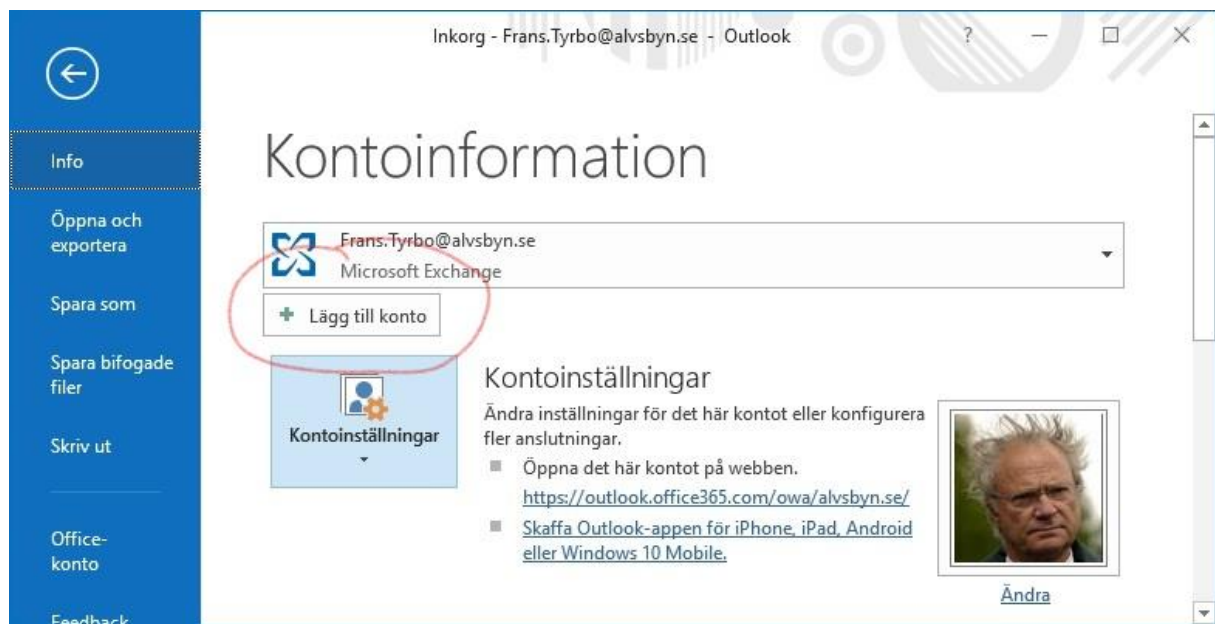 Inkorg - Frans.Tyrbo@alvsbyn.se - Outlook
?
Info
Öppna och
exportera
Spara som
Spara bifogade
filer
Skriv ut
Office-
konto
Feedback
Kontoinformation
Frans.Tyrbo@alvsbyn.se
Microsoft Exchange
Lägg till konto
Kontoinställningar
Kontoinställningar
Ändra inställningar för det här kontot eller konfigurera
fler anslutningar.
Öppna det här kontot på webben.
https://outlook.office365.com/owa/alvsbyn.se/
Skaffa Outlook-appen för iPhone, iPad, Android
eller Windows 10 Mobile.
Ändra